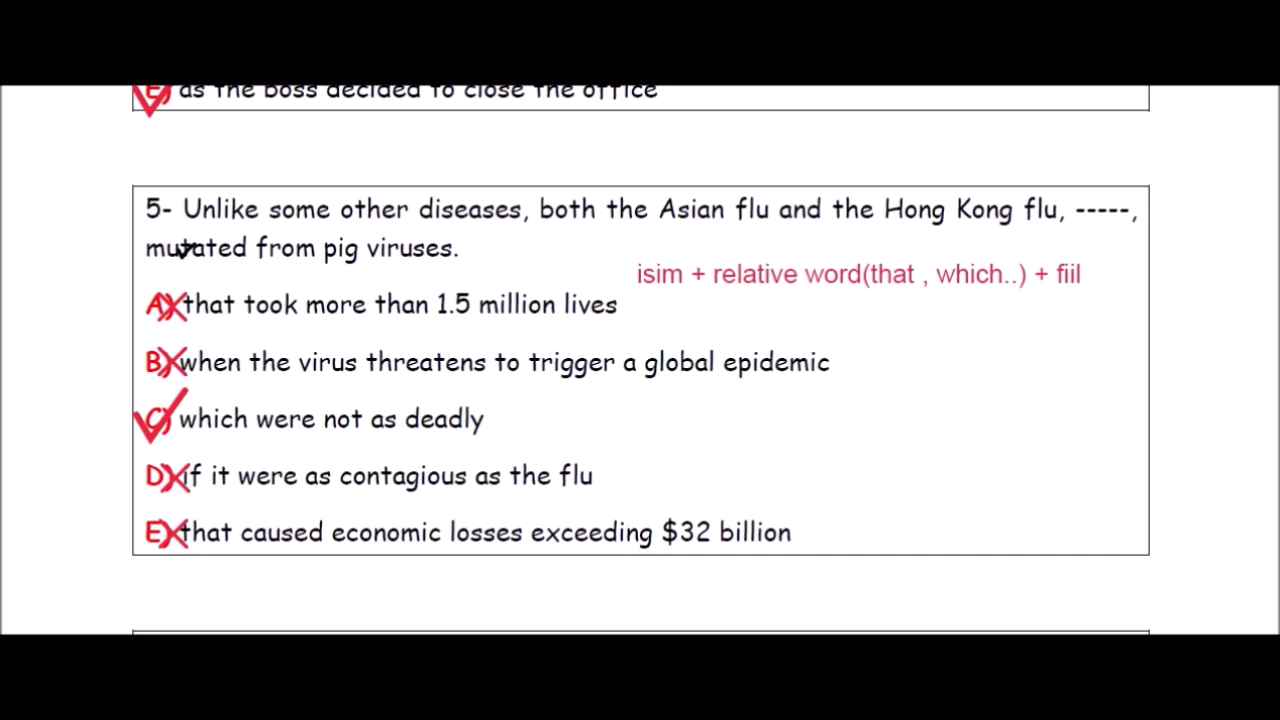 E) as the boss decided to close the office
5- Unlike some other diseases, both the Asian flu and the Hong Kong flu, -----,
mutated from pig viruses.
isim + relative word(that , which..) + fiil
A) that took more than 1.5 million lives
B) when the virus threatens to trigger a global epidemic
C) which were not as deadly
D) if it were as contagious as the flu
E) that caused economic losses exceeding $32 billion